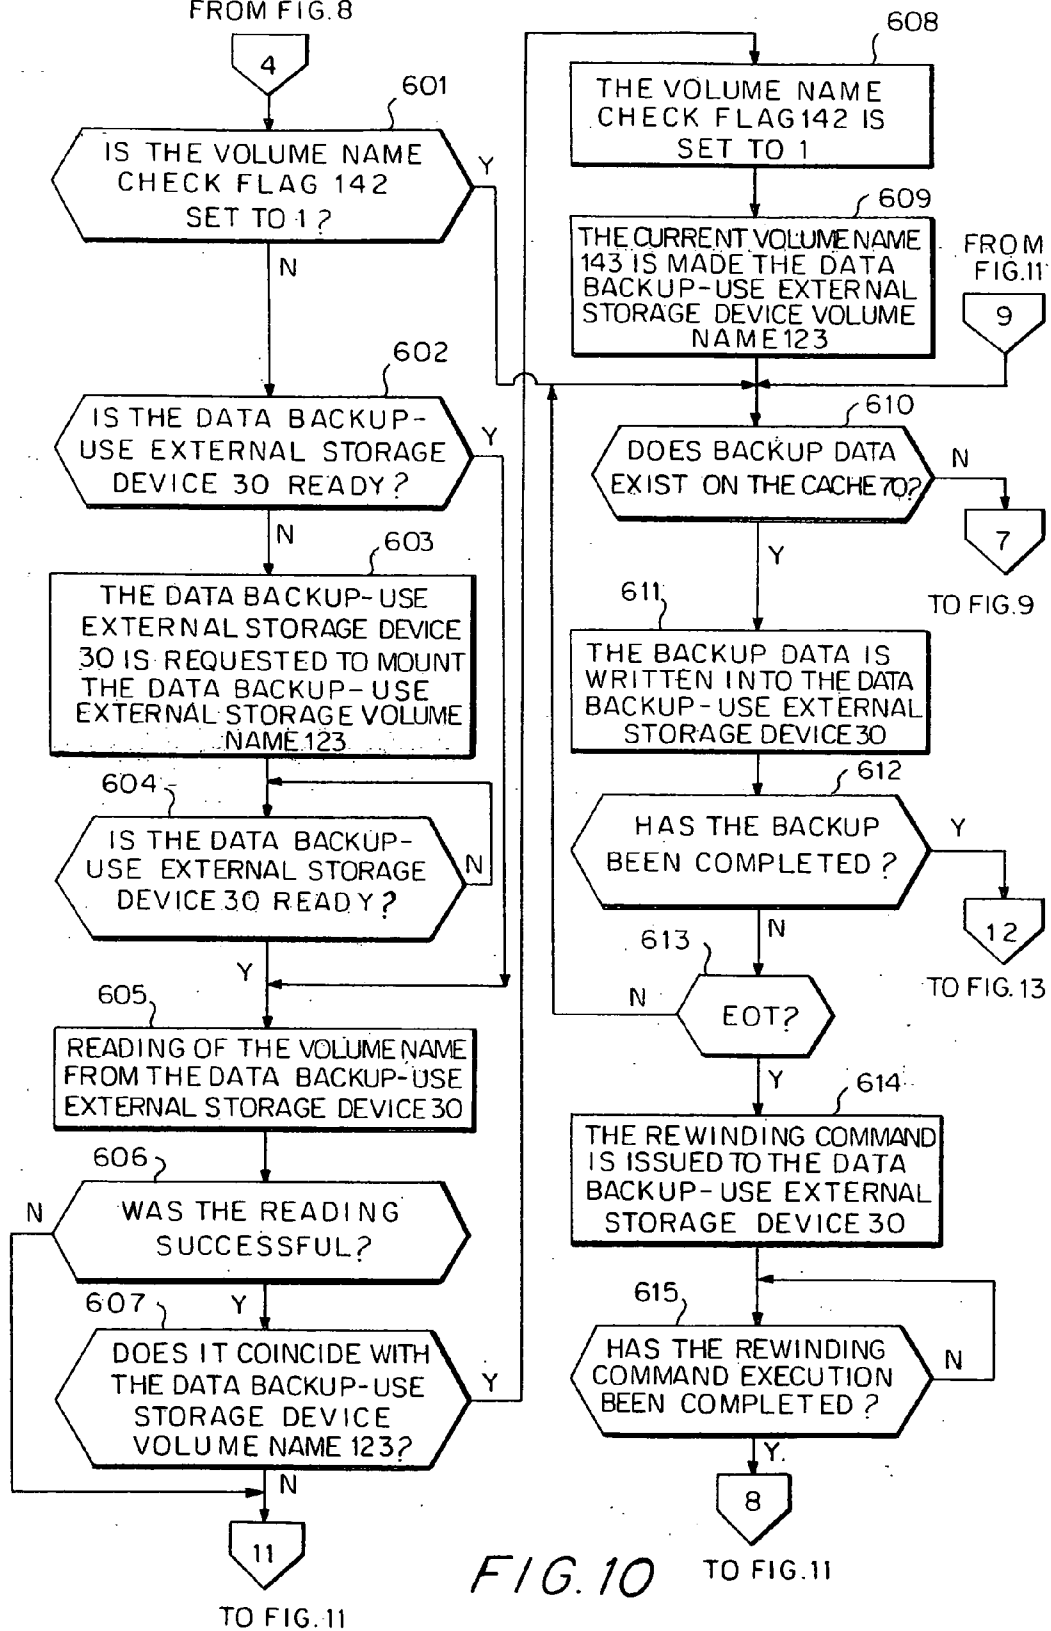 FROM FIG.8
4
601
IS THE VOLUME NAME
CHECK FLAG 142
SET TO 1?
Y
N
602
IS THE DATA BACKUP-
USE EXTERNAL STORAGE
DEVICE 30 READY?
Y
N
603
THE DATA BACKUP-USE
EXTERNAL STORAGE DEVICE
30 IS REQUESTED TO MOUNT
THE DATA BACKUP-USE
EXTERNAL STORAGE VOLUME
NAME 123
604
IS THE DATA BACKUP-
USE EXTERNAL STORAGE
DEVICE 30 READY?
N
Y
605
READING OF THE VOLUME NAME
FROM THE DATA BACKUP-USE
EXTERNAL STORAGE DEVICE 30
606
WAS THE READING
SUCCESSFUL?
N
Y
607
DOES IT COINCIDE WITH
THE DATA BACKUP-USE
STORAGE DEVICE
VOLUME NAME 123?
Y
N
11
TO FIG.11
608
THE VOLUME NAME
CHECK FLAG 142 IS
SET TO 1
609
THE CURRENT VOLUME NAME
143 IS MADE THE DATA
BACKUP-USE EXTERNAL
STORAGE DEVICE VOLUME
NAME 123
FROM
FIG.11
9
610
DOES BACKUP DATA
EXIST ON THE CACHE 70?
N
7
TO FIG.9
Y
611
THE BACKUP DATA IS
WRITTEN INTO THE DATA
BACKUP-USE EXTERNAL
STORAGE DEVICE 30
612
HAS THE BACKUP
BEEN COMPLETED?
Y
12
TO FIG.13
N
613
EOT?
N
Y
614
THE REWINDING COMMAND
IS ISSUED TO THE DATA
BACKUP-USE EXTERNAL
STORAGE DEVICE 30
615
HAS THE REWINDING
COMMAND EXECUTION
BEEN COMPLETED?
N
Y
8
TO FIG.11
FIG.10